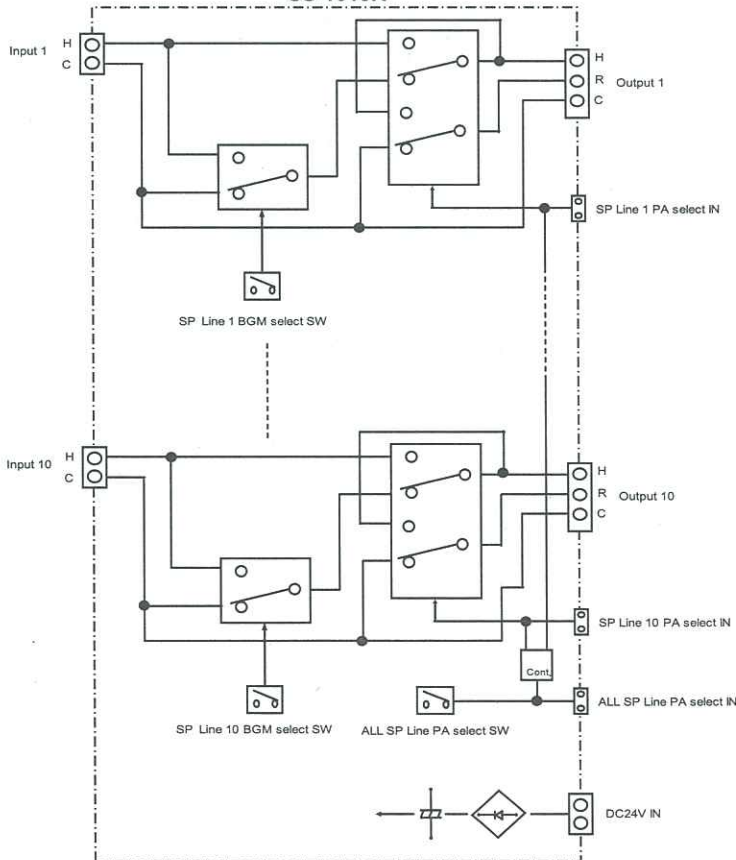 H
Input 1
C
H
R
Output 1
C
SP Line 1 PA select IN
SP Line 1 BGM select SW
H
Input 10
C
H
R
Output 10
C
SP Line 10 PA select IN
Cont.
ALL SP Line PA select IN
SP Line 10 BGM select SW
ALL SP Line PA select SW
DC24V IN